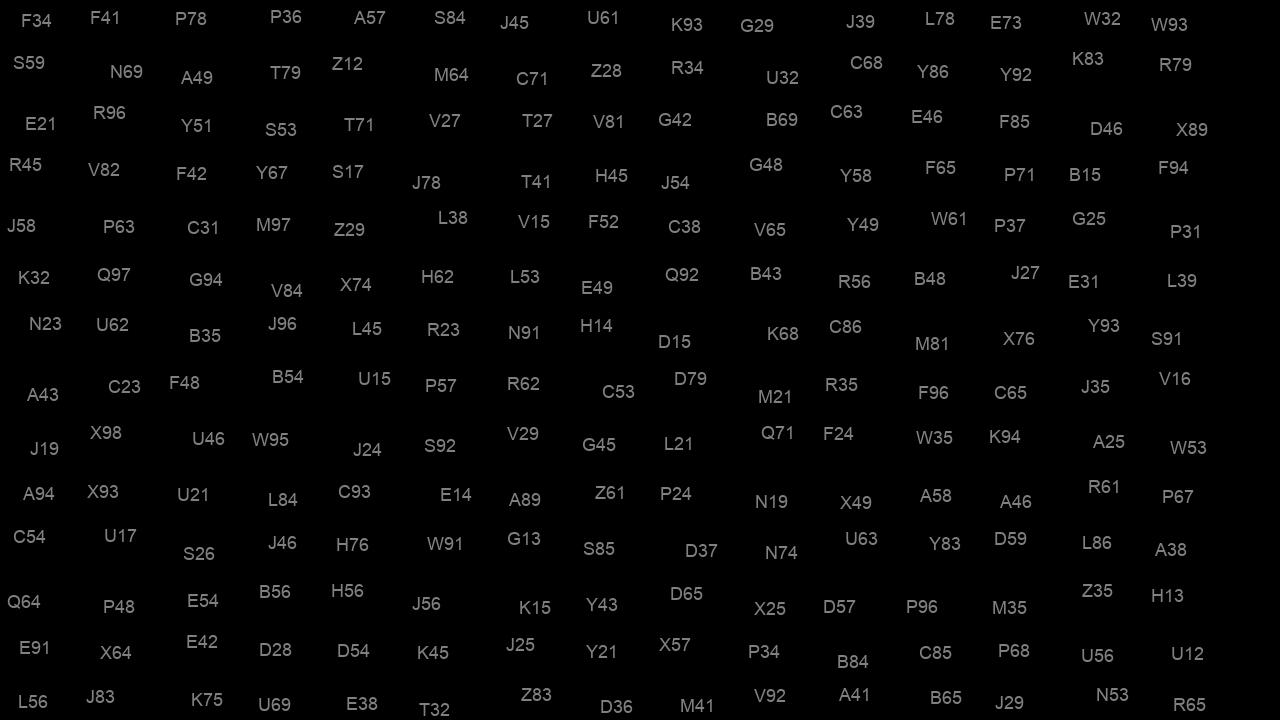 F34 F41 P78 P36 A57 S84 J45 U61 K93 G29 J39 L78 E73 W32 W93
S59 N69 A49 T79 Z12 M64 C71 Z28 R34 U32 C68 Y86 Y92 K83 R79
E21 R96 Y51 S53 T71 V27 T27 V81 G42 B69 C63 E46 F85 D46 X89
R45 V82 F42 Y67 S17 J78 T41 H45 J54 G48 Y58 F65 P71 B15 F94
J58 P63 C31 M97 Z29 L38 V15 F52 C38 V65 Y49 W61 P37 G25 P31
K32 Q97 G94 V84 X74 H62 L53 E49 Q92 B43 R56 B48 J27 E31 L39
N23 U62 B35 J96 L45 R23 N91 H14 D15 K68 C86 M81 X76 Y93 S91
A43 C23 F48 B54 U15 P57 R62 C53 D79 M21 R35 F96 C65 J35 V16
J19 X98 U46 W95 J24 S92 V29 G45 L21 Q71 F24 W35 K94 A25 W53
A94 X93 U21 L84 C93 E14 A89 Z61 P24 N19 X49 A58 A46 R61 P67
C54 U17 S26 J46 H76 W91 G13 S85 D37 N74 U63 Y83 D59 L86 A38
Q64 P48 E54 B56 H56 J56 K15 Y43 D65 X25 D57 P96 M35 Z35 H13
E91 X64 E42 D28 D54 K45 J25 Y21 X57 P34 B84 C85 P68 U56 U12
L56 J83 K75 U69 E38 T32 Z83 D36 M41 V92 A41 B65 J29 N53 R65